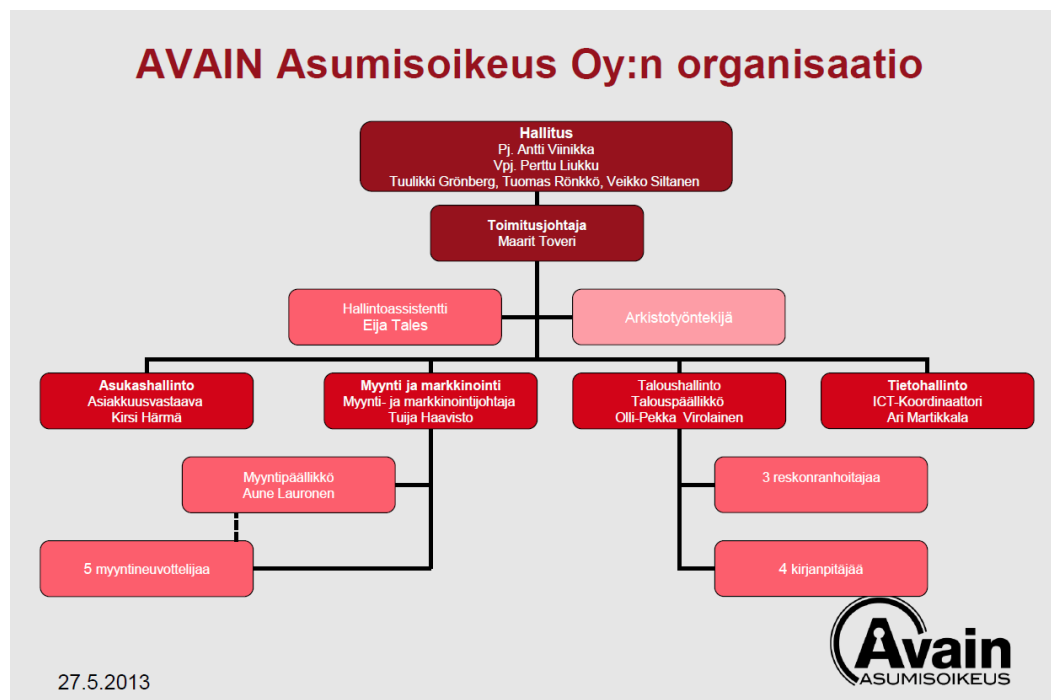 AVAIN Asumisoikeus Oy:n organisaatio
Hallitus
Pj. Antti Viinikka
Vpj. Perttu Liukku
Tuulikki Grönberg, Tuomas Rönkkö, Veikko Siltanen
Toimitusjohtaja
Maarit Toveri
Hallintoassistentti
Eija Tales
Arkistotyöntekijä
Asukashallinto
Asiakkuusvastaava
Kirsi Härmä
Myynti ja markkinointi
Myynti- ja markkinointijohtaja
Tuija Haavisto
Taloushallinto
Talouspäällikkö
Olli-Pekka Virolainen
Tietohallinto
ICT-Koordinaattori
Ari Martikkala
Myyntipäällikkö
Aune Lauronen
3 reskonranhoitajaa
5 myyntineuvottelijaa
4 kirjanpitäjää
Avain
ASUMISOIKEUS
27.5.2013